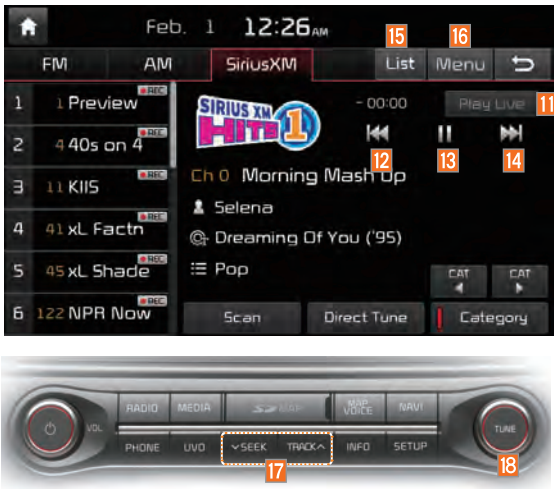 Feb. 1 12:26 AM
15
16
FM AM SiriusXM List Menu
1 1 Preview REC
2 4 40s on 4 REC
3 11 KIIS REC
4 41 xL Factn REC
5 45 xL Shade REC
6 122 NPR Now REC
SIRIUS XM
HITS 1
- 00:00 Play Live 11
12 13 14
Ch 0 Morning Mash Up
Selena
Dreaming Of You ('95)
Pop
CAT CAT
Scan Direct Tune Category
RADIO MEDIA SD MAP MAP VOICE NAVI
VOL TUNE
PHONE UVO SEEK TRACK INFO SETUP
17 18